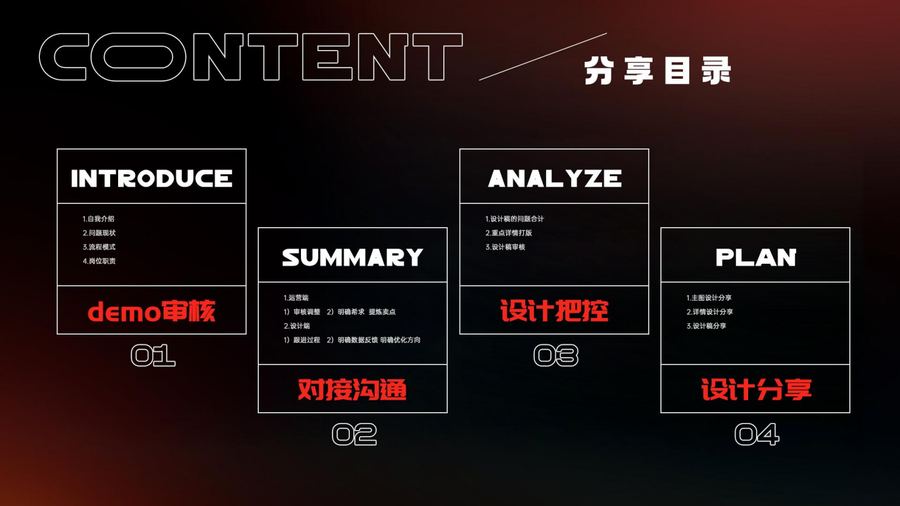 CONTENT
分享目录
INTRODUCE
1.自我介绍
2.问题现状
3.流程模式
4.岗位职责
demo审核
01
SUMMARY
1.运营端
1）审核调整 2）明确希求 提炼卖点
2.设计端
1）跟进过程 2）明确数据反馈 明确优化方向
对接沟通
02
ANALYZE
1.设计稿的问题合计
2.重点详情打版
3.设计稿审核
设计把控
03
PLAN
1.主图设计分享
2.详情设计分享
3.设计稿分享
设计分享
04